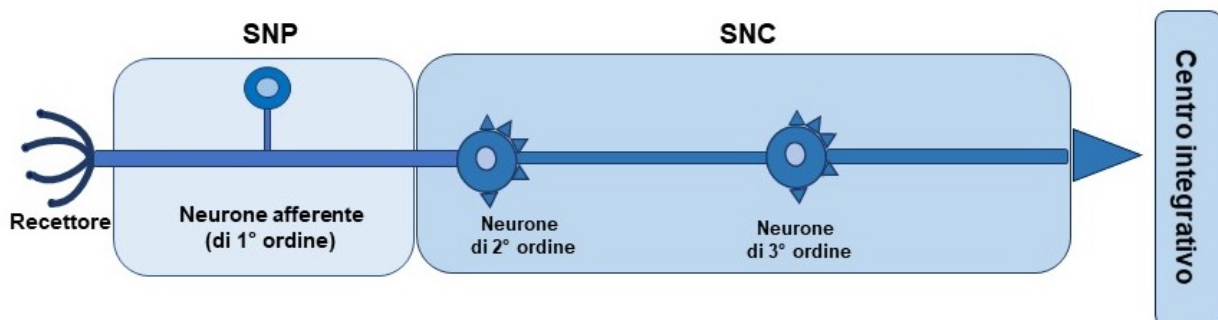 SNP
SNC
Recettore
Neurone afferente
(di 1° ordine)
Neurone
di 2° ordine
Neurone
di 3° ordine
Centro integrativo